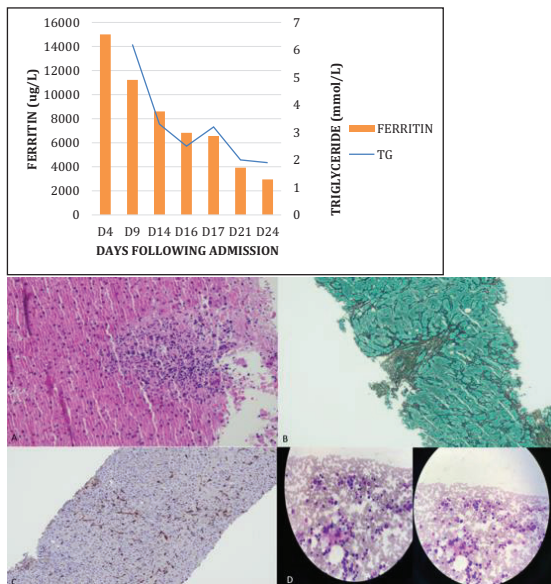 16000
14000
12000
10000
8000
6000
4000
2000
0
FERRITIN (ug/L)
7
6
5
4
3
2
1
0
TRIGLYCERIDE (mmol/L)
FERRITIN
TG
D4 D9 D14 D16 D17 D21 D24
DAYS FOLLOWING ADMISSION
A
B
C
D